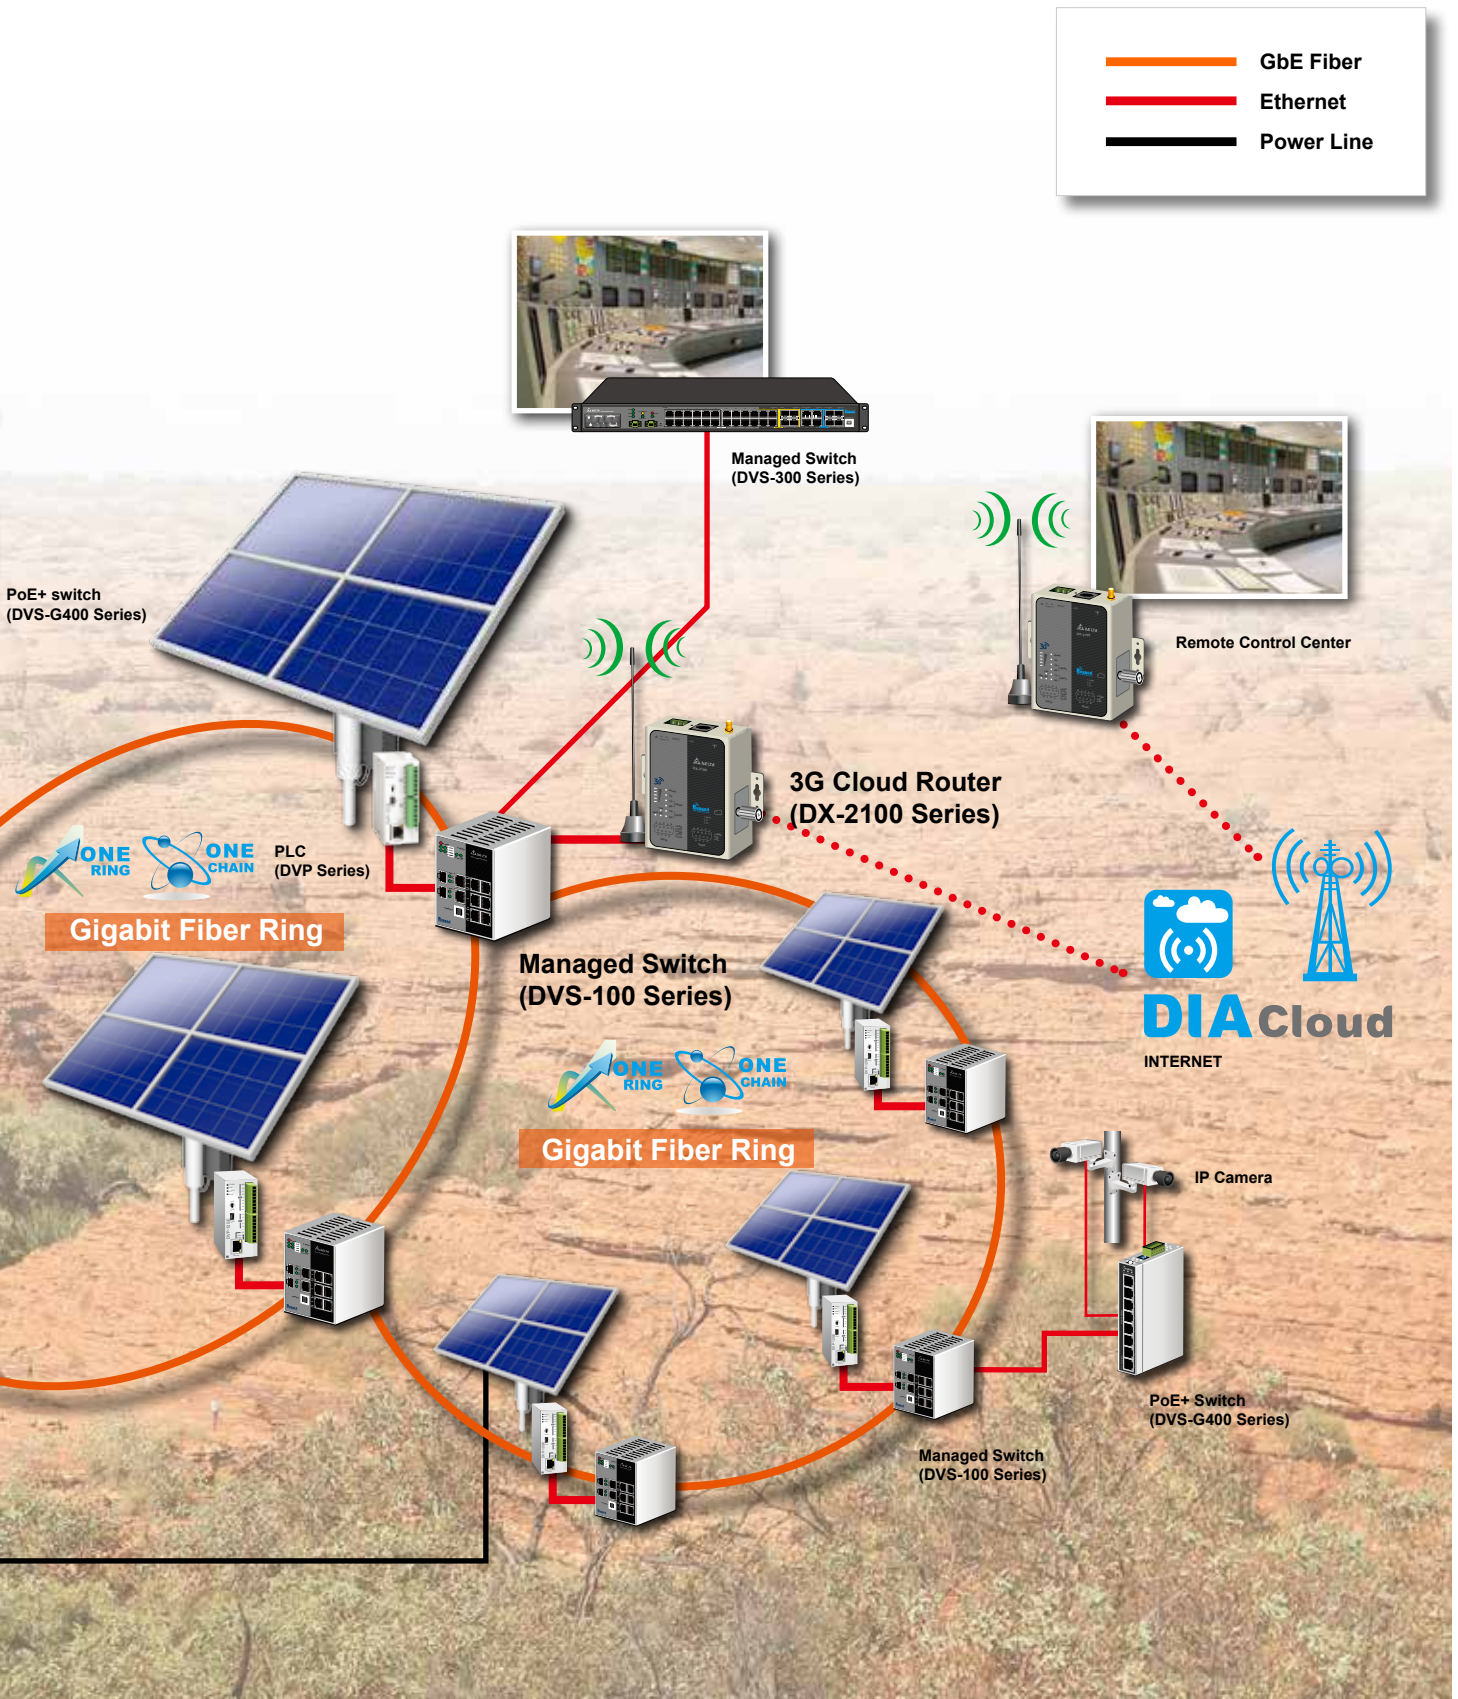 GbE Fiber
Ethernet
Power Line
Managed Switch
(DVS-300 Series)
PoE+ switch
(DVS-G400 Series)
Remote Control Center
3G Cloud Router
(DX-2100 Series)
ONE
RING
ONE
CHAIN
PLC
(DVP Series)
Gigabit Fiber Ring
Managed Switch
(DVS-100 Series)
DIACloud
INTERNET
ONE
RING
ONE
CHAIN
Gigabit Fiber Ring
IP Camera
PoE+ Switch
(DVS-G400 Series)
Managed Switch
(DVS-100 Series)